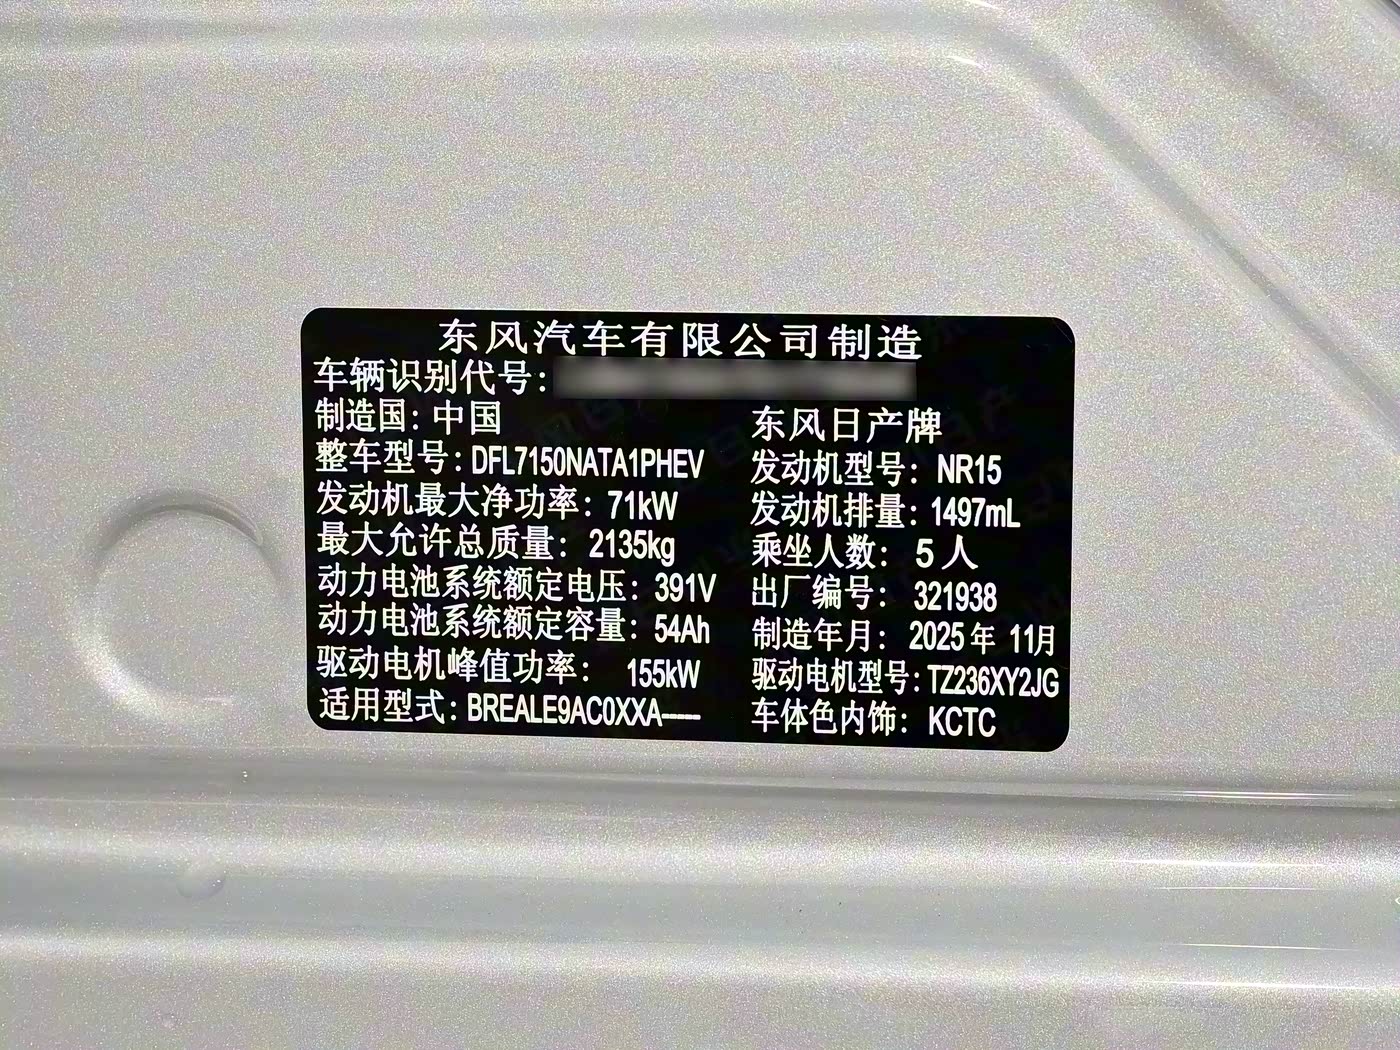 东风汽车有限公司制造
车辆识别代号：
制造国：中国 东风日产牌
整车型号：DFL7150NATA1PHEV 发动机型号：NR15
发动机最大净功率：71kW 发动机排量：1497mL
最大允许总质量：2135kg 乘坐人数：5人
动力电池系统额定电压：391V 出厂编号：321938
动力电池系统额定容量：54Ah 制造年月：2025年 11月
驱动电机峰值功率：155kW 驱动电机型号：TZ236XY2JG
适用型式：BREALE9AC0XXA----- 车体色内饰：KCTC